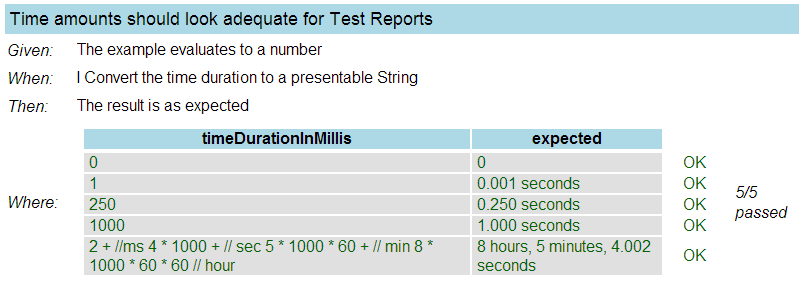 Time amounts should look adequate for Test Reports
Given: The example evaluates to a number
When: I Convert the time duration to a presentable String
Then: The result is as expected
Where:
timeDurationInMillis expected
0 0 OK
1 0.001 seconds OK
250 0.250 seconds OK
1000 1.000 seconds OK
2 + //ms 4 * 1000 + // sec 5 * 1000 * 60 + // min 8 *
1000 * 60 * 60 // hour
8 hours, 5 minutes, 4.002
seconds
OK
5/5
passed